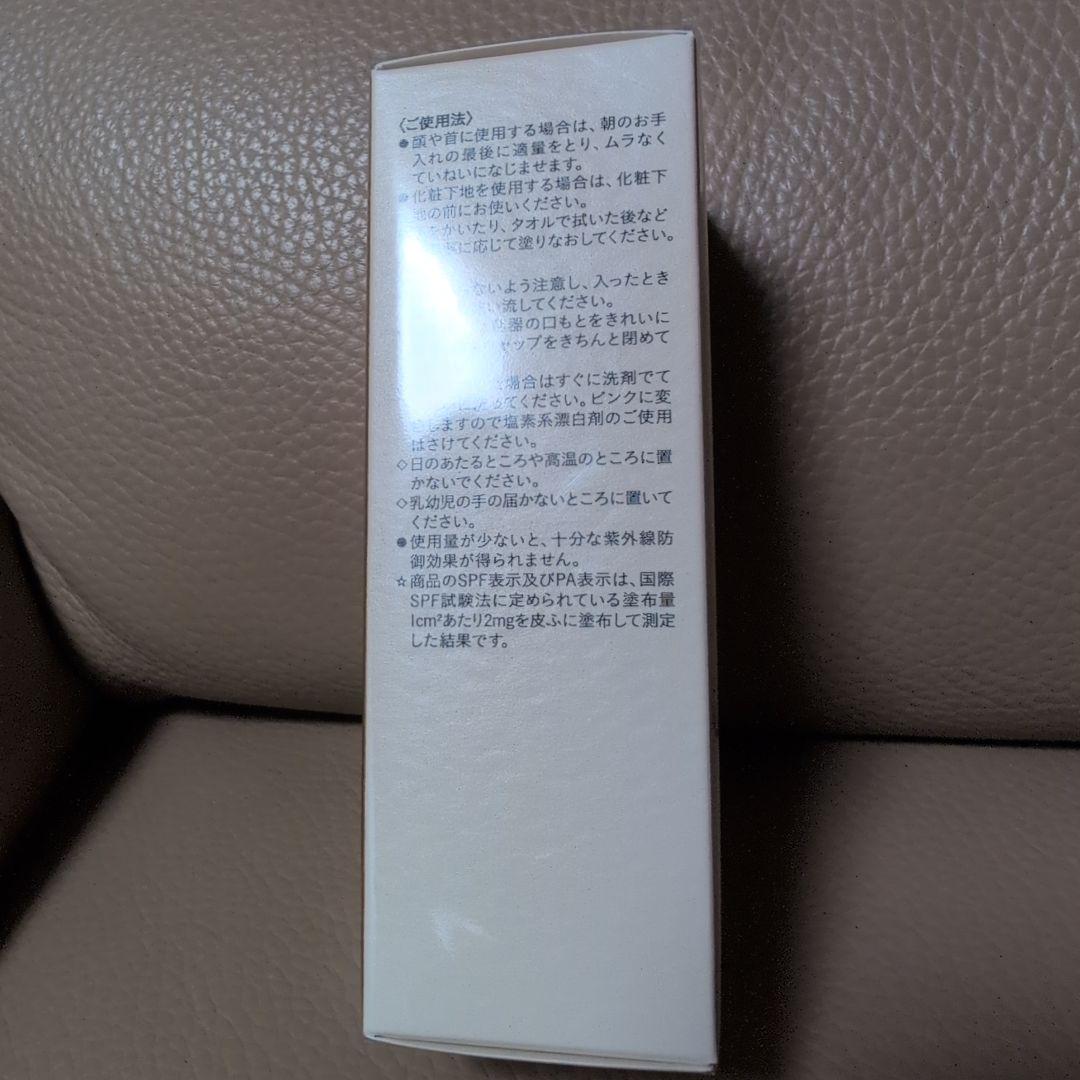 〈ご使用法〉
●顔や首に使用する場合は、朝のお手
入れの最後に適量をとり、ムラなく
ていねいになじませます。
●化粧下地を使用する場合は、化粧下
地の前にお使いください。
をかいたり、タオルで拭いた後など
に応じて塗りなおしてください。
ないよう注意し、入ったとき
流してください。
容器の口もとをきれいに
ャップをきちんと閉めて
場合はすぐに洗剤でて
てください。ピンクに変
しますので塩素系漂白剤のご使用
はさけてください。
◇日のあたるところや高温のところに置
かないでください。
◇乳幼児の手の届かないところに置いて
ください。
●使用量が少ないと、十分な紫外線防
御効果が得られません。
☆商品のSPF表示及びPA表示は、国際
SPF試験法に定められている塗布量
1cm²あたり2mgを皮ふに塗布して測定
した結果です。